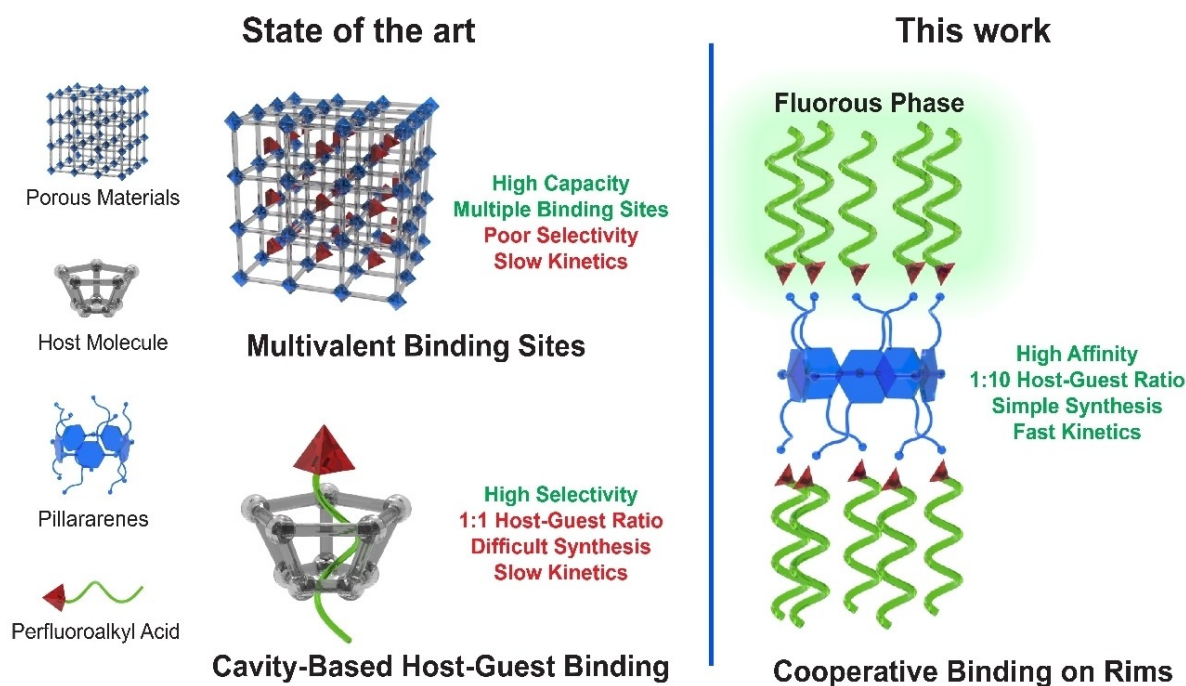 State of the art
Porous Materials
Host Molecule
Pillararenes
Perfluoroalkyl Acid
High Capacity
Multiple Binding Sites
Poor Selectivity
Slow Kinetics
Multivalent Binding Sites
High Selectivity
1:1 Host-Guest Ratio
Difficult Synthesis
Slow Kinetics
Cavity-Based Host-Guest Binding
This work
Fluorous Phase
High Affinity
1:10 Host-Guest Ratio
Simple Synthesis
Fast Kinetics
Cooperative Binding on Rims